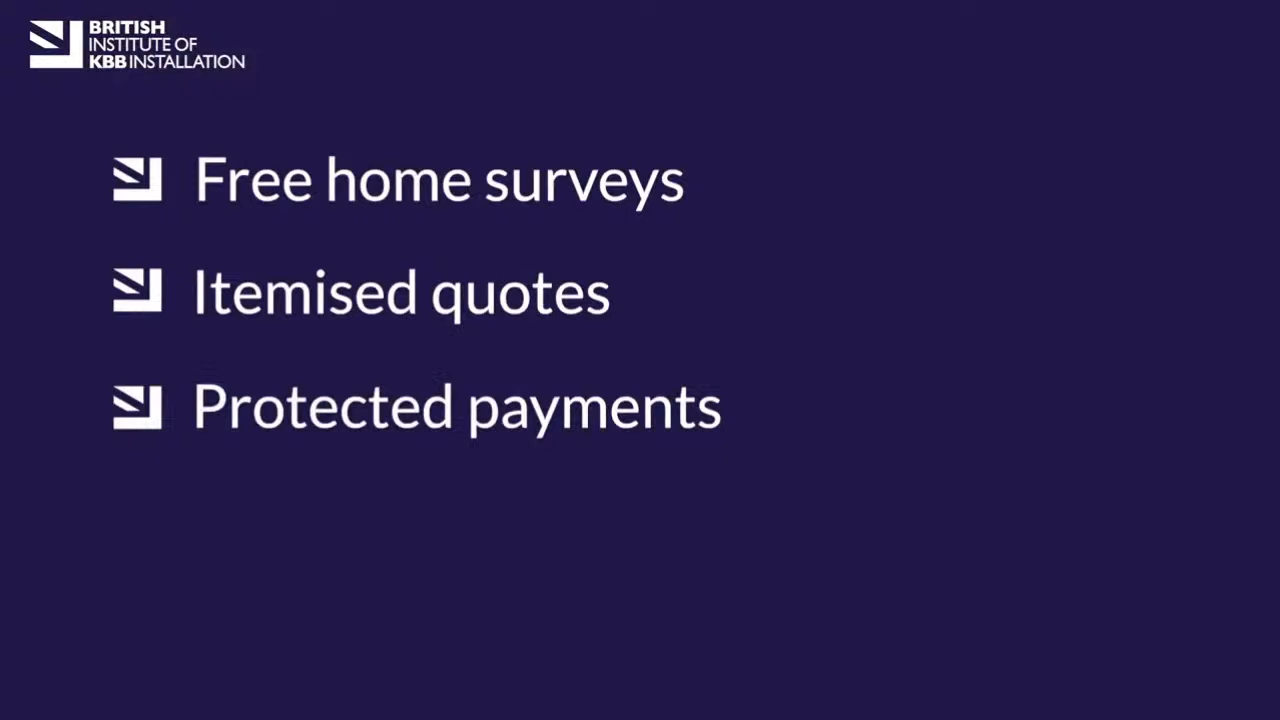 BRITISH
INSTITUTE OF
KBB INSTALLATION
Free home surveys
Itemised quotes
Protected payments